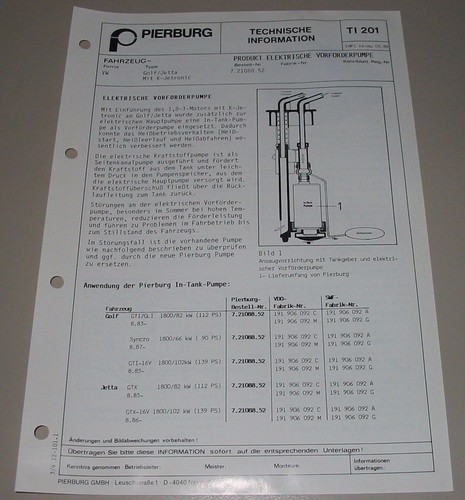 PIERBURG
TECHNISCHE
INFORMATION
TI 201
FAHRZEUG-
PRODUKT ELEKTRISCHE VORFÖRDERPUMPE
Firma Type Bestell-Nr. Fabrik-Nr.
VW Golf/Jetta 7.21088.52
Mit K-Jetronic
ELEKTRISCHE VORFÖRDERPUMPE
Mit Einführung des 1,8-l-Motors mit K-Je-
tronic am Golf/Jetta wurde zusätzlich zur
elektrischen Hauptpumpe eine In-Tank-Pum-
pe als Vorförderpumpe eingesetzt. Dadurch
konnte das Heißbetriebsverhalten (Heiß-
start, Heißleerlauf und Heißabfahren) we-
sentlich verbessert werden.
Die elektrische Kraftstoffpumpe ist als
Seitenkanalpumpe ausgeführt und fördert
den Kraftstoff aus dem Tank unter leich-
tem Druck in den Pumpenspeicher, aus dem
die elektrische Hauptpumpe versorgt wird.
Kraftstoffüberschuß fließt über die Rück-
laufleitung zum Tank zurück.
Störungen an der elektrischen Vorförder-
pumpe, besonders im Sommer bei hohen Tem-
peraturen, reduzieren die Förderleistung
und führen zu Problemen im Fahrbetrieb bis
zum Stillstand des Fahrzeugs.
Im Störungsfall ist die vorhandene Pumpe
wie nachfolgend beschrieben zu überprüfen
und ggf. durch die neue Pierburg Pumpe
zu ersetzen.
1
Bild 1
Ansaugvorrichtung mit Tankgeber und elektri-
scher Vorförderpumpe
1- Lieferumfang von Pierburg
Anwendung der Pierburg In-Tank-Pumpe:
Fahrzeug Pierburg-Bestell-Nr. VDO-Fabrik-Nr. SWF-Fabrik-Nr.
Golf GTI/GLI 1800/82 kW (112 PS) 7.21088.52 191 906 092 C 191 906 092 A
8.83- 191 906 092 M 191 906 092 G
Synzro 1800/66 kW ( 90 PS) 7.21088.52 191 906 092 C 191 906 092 A
2.87- 191 906 092 M 191 906 092 G
GTI-16V 1800/102kW (139 PS) 7.21088.52 191 906 092 C 191 906 092 A
8.85- 191 906 092 M 191 906 092 G
Jetta GTX 1800/82 kW (112 PS) 7.21088.52 191 906 092 C 191 906 092 A
8.83- 191 906 092 M 191 906 092 G
GTX-16V 1800/102 kW (139 PS) 7.21088.52 191 906 092 C 191 906 092 A
8.86- 191 906 092 M 191 906 092 G
Änderungen und Bildabweichungen vorbehalten!
Übertragen Sie bitte diese INFORMATION sofort auf die entsprechenden Unterlagen!
Kenntnis genommen Betriebsleiter: Meister: Monteure: Informationen
übertragen:
PIERBURG GMBH · Leuschstraße 1 · D-4040